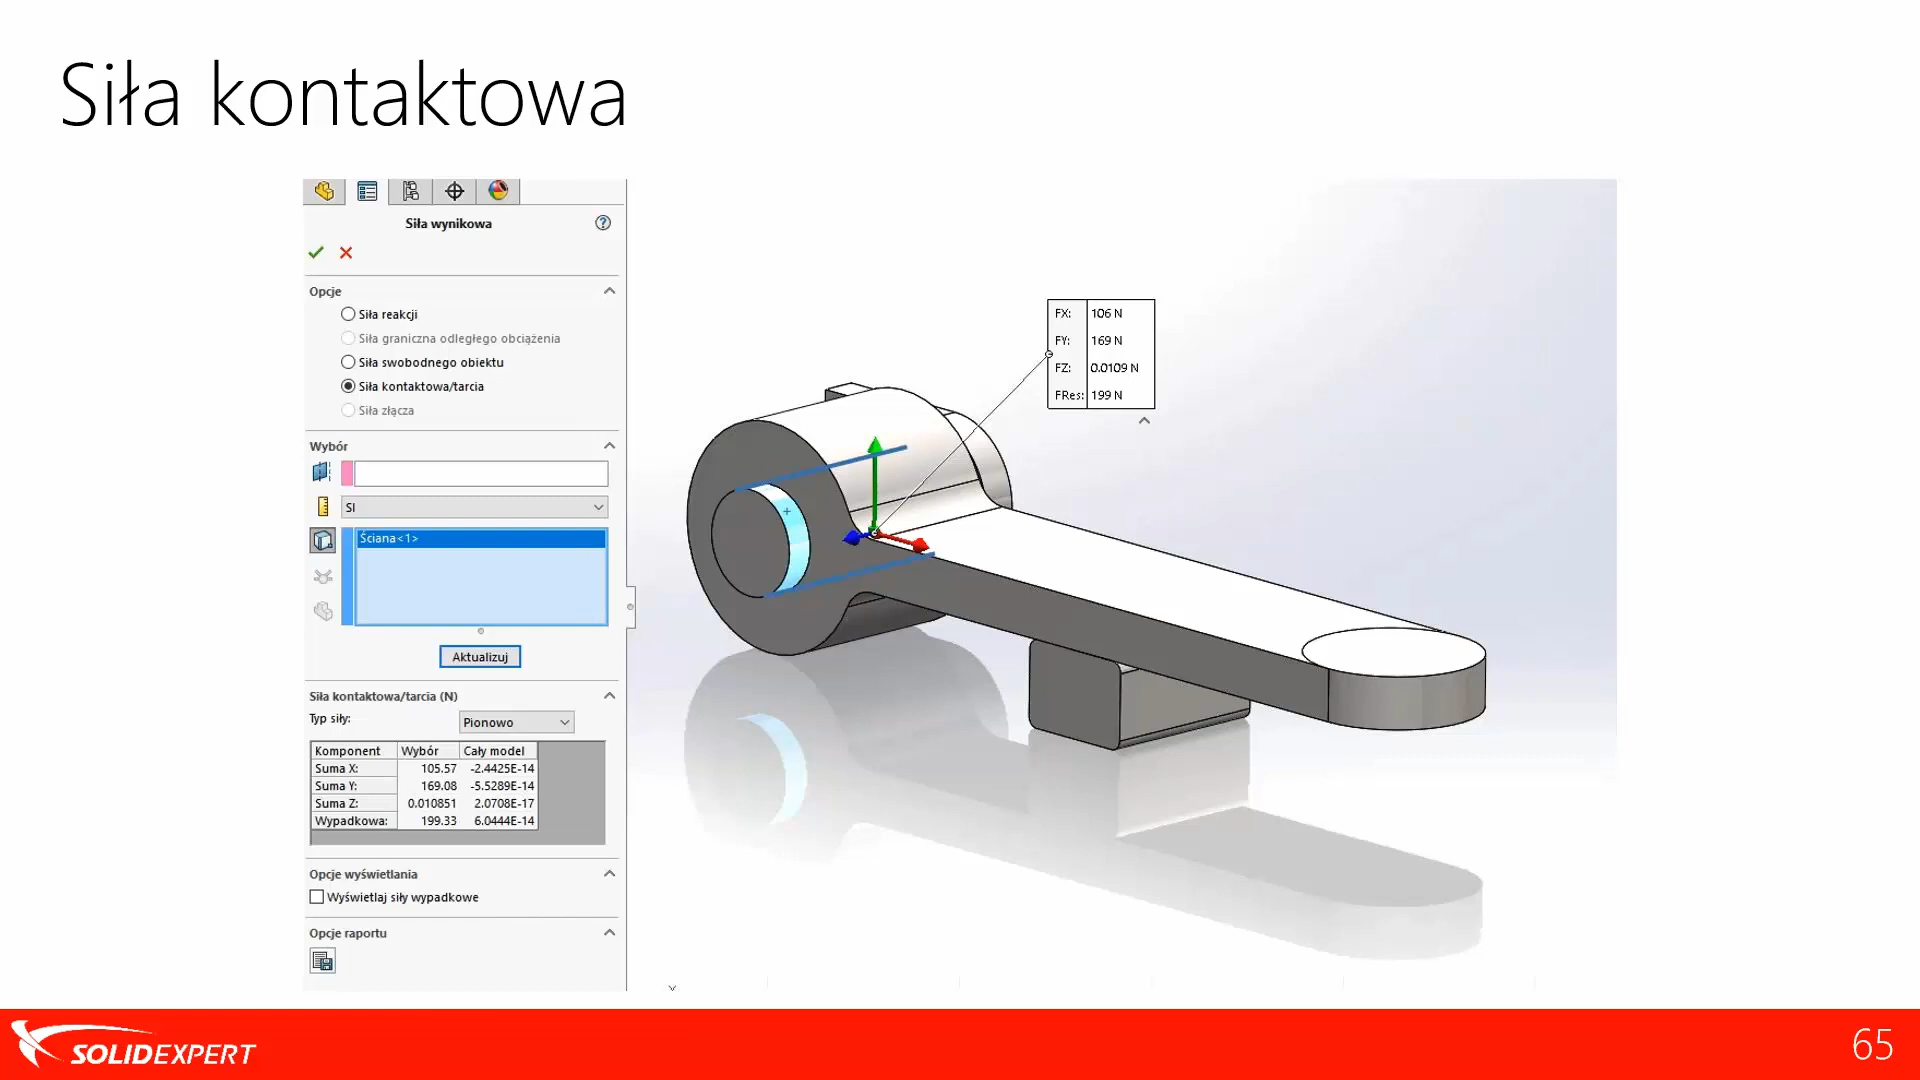 Siła kontaktowa
Siła wynikowa
Opcje
Siła reakcji
Siła graniczna odległego obciążenia
Siła swobodnego obiektu
Siła kontaktowa/tarcia
Siła złącza
Wybór
SI
Ściana<1>
Aktualizuj
Siła kontaktowa/tarcia (N)
Typ siły: Pionowo
Komponent Wybór Cały model
Suma X: 105.57 -2.4425E-14
Suma Y: 169.08 -5.5289E-14
Suma Z: 0.010851 2.0708E-17
Wypadkowa: 199.33 6.0444E-14
Opcje wyświetlania
Wyświetlaj siły wypadkowe
Opcje raportu
FX: 106 N
FY: 169 N
FZ: 0.0109 N
FRes: 199 N
SOLIDEXPERT
65